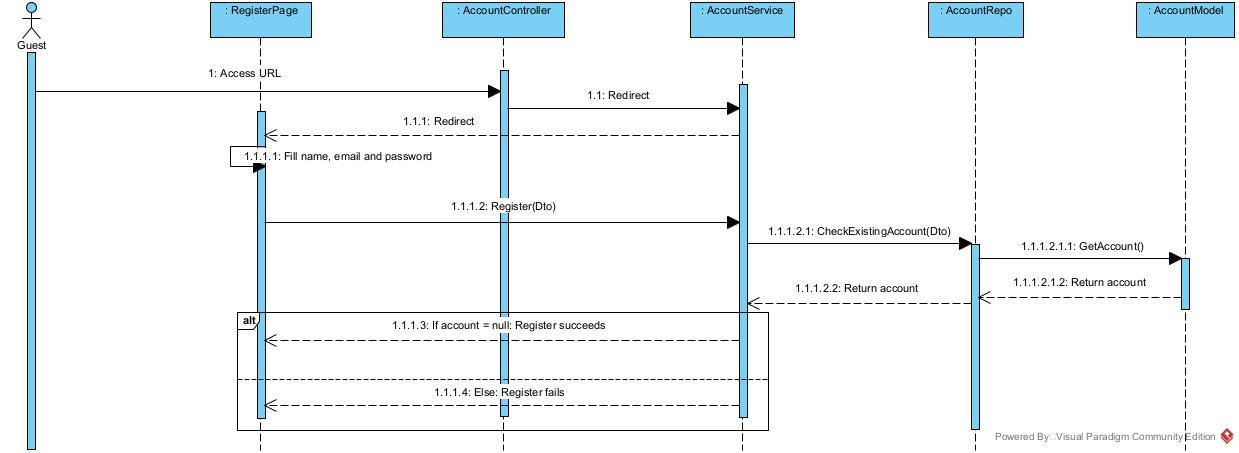 : RegisterPage
: AccountController
: AccountService
: AccountRepo
: AccountModel
Guest
1: Access URL
1.1: Redirect
1.1.1: Redirect
1.1.1.1: Fill name, email and password
1.1.1.2: Register(Dto)
1.1.1.2.1: CheckExistingAccount(Dto)
1.1.1.2.1.1: GetAccount()
1.1.1.2.1.2: Return account
1.1.1.2.2: Return account
alt
1.1.1.3: If account = null: Register succeeds
1.1.1.4: Else: Register fails
Powered By Visual Paradigm Community Edition